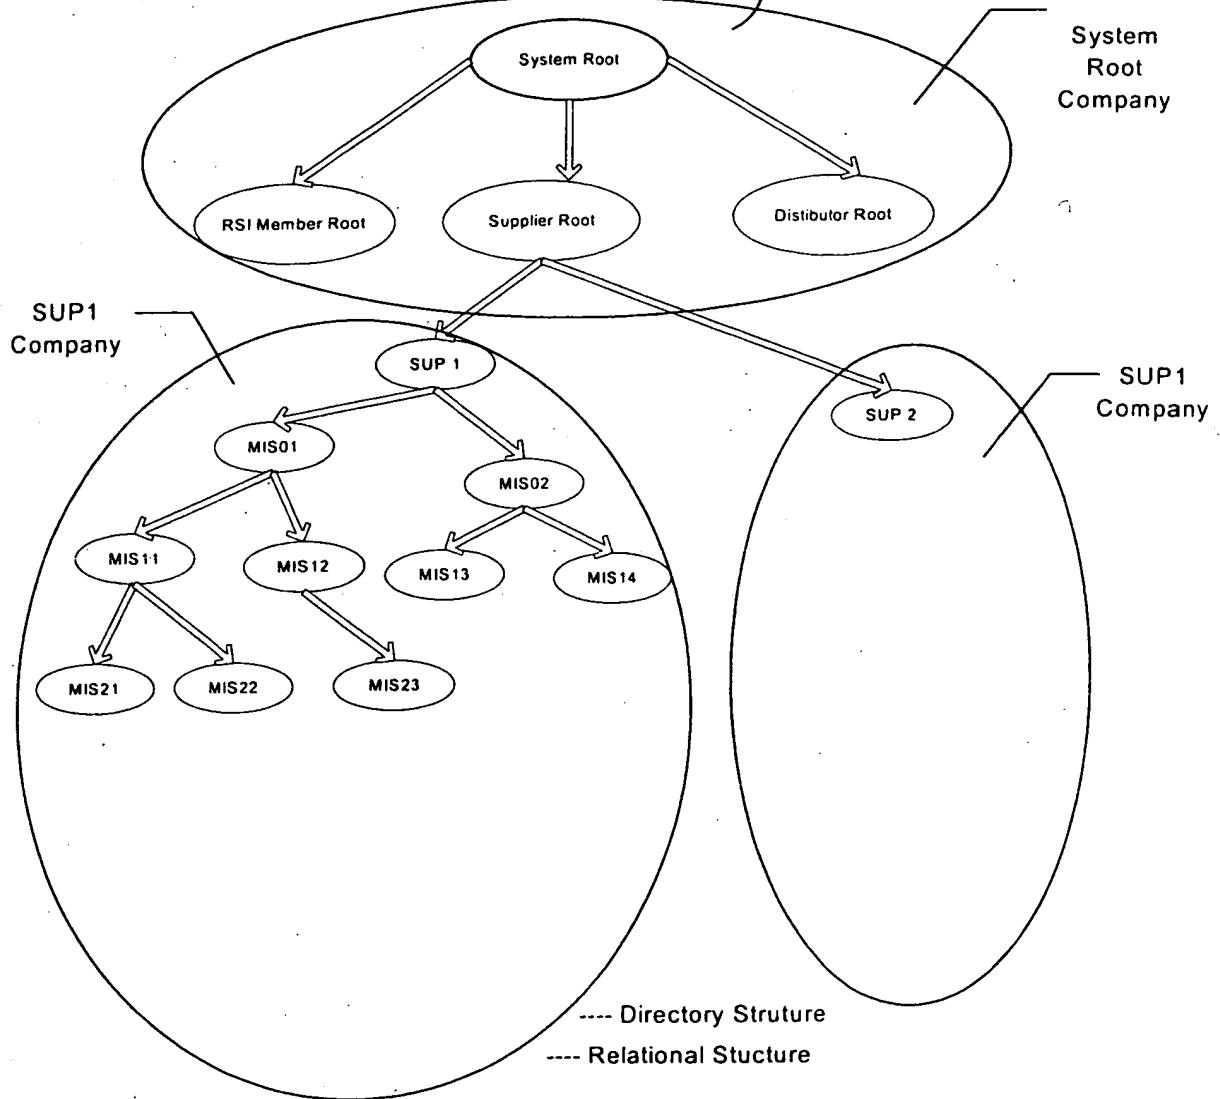 System
Root
Company
System Root
RSI Member Root
Supplier Root
Distibutor Root
SUP1
Company
SUP 1
SUP1
Company
SUP 2
MIS01
MIS02
MIS11
MIS12
MIS13
MIS14
MIS21
MIS22
MIS23
---- Directory Struture
---- Relational Stucture